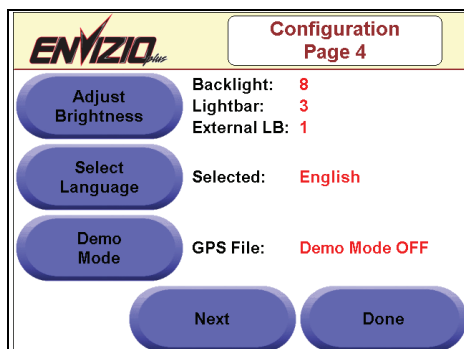 ENVIZIO plus
Configuration
Page 4
Adjust
Brightness
Backlight: 8
Lightbar: 3
External LB: 1
Select
Language
Selected: English
Demo
Mode
GPS File: Demo Mode OFF
Next
Done